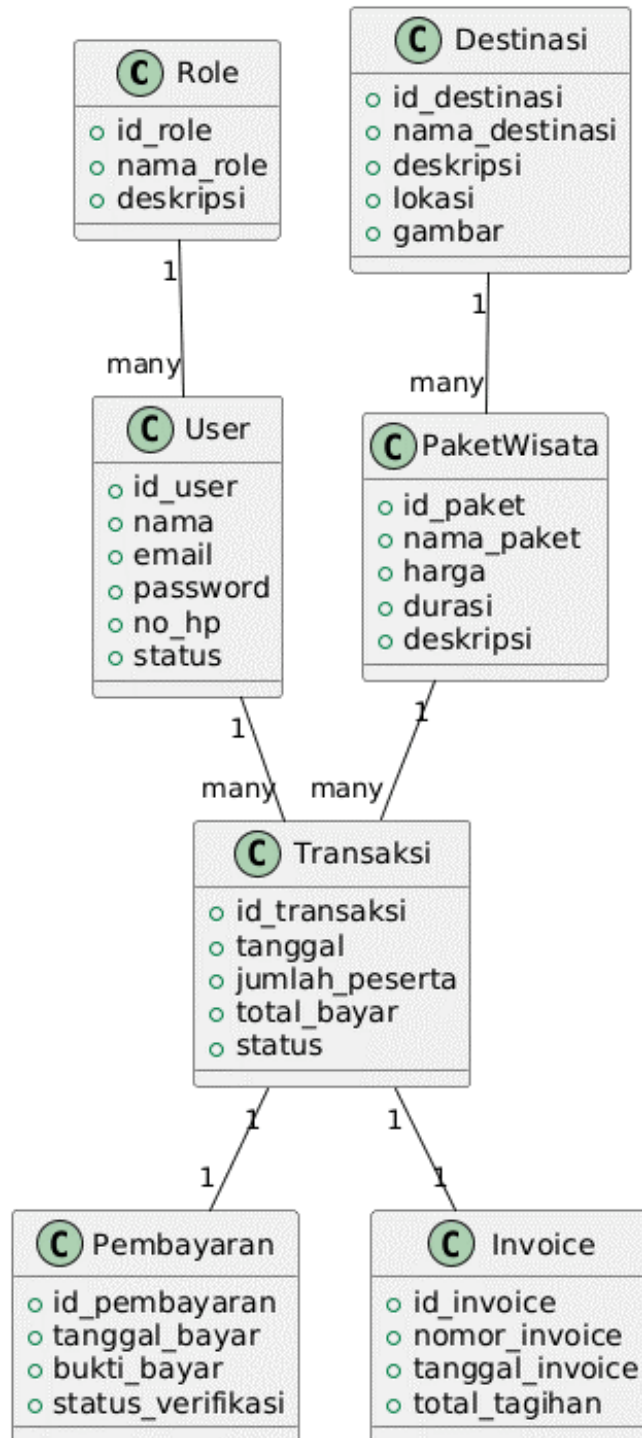 C Role
id_role
nama_role
deskripsi
C Destinasi
id_destinasi
nama_destinasi
deskripsi
lokasi
gambar
1
many
1
many
C User
id_user
nama
email
password
no_hp
status
C PaketWisata
id_paket
nama_paket
harga
durasi
deskripsi
1
many
1
many
C Transaksi
id_transaksi
tanggal
jumlah_peserta
total_bayar
status
1
1
1
1
C Pembayaran
id_pembayaran
tanggal_bayar
bukti_bayar
status_verifikasi
C Invoice
id_invoice
nomor_invoice
tanggal_invoice
total_tagihan